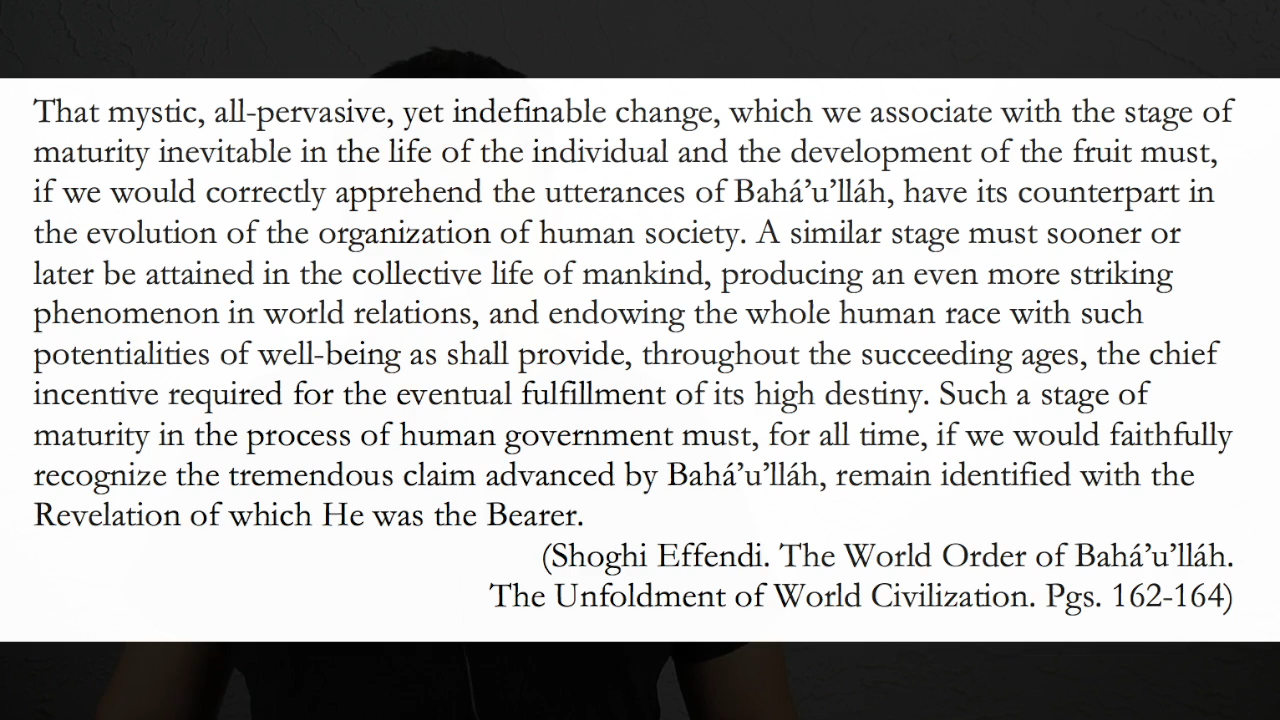 That mystic, all-pervasive, yet indefinable change, which we associate with the stage of
maturity inevitable in the life of the individual and the development of the fruit must,
if we would correctly apprehend the utterances of Bahá’u’lláh, have its counterpart in
the evolution of the organization of human society. A similar stage must sooner or
later be attained in the collective life of mankind, producing an even more striking
phenomenon in world relations, and endowing the whole human race with such
potentialities of well-being as shall provide, throughout the succeeding ages, the chief
incentive required for the eventual fulfillment of its high destiny. Such a stage of
maturity in the process of human government must, for all time, if we would faithfully
recognize the tremendous claim advanced by Bahá’u’lláh, remain identified with the
Revelation of which He was the Bearer.
(Shoghi Effendi. The World Order of Bahá’u’lláh.
The Unfoldment of World Civilization. Pgs. 162-164)